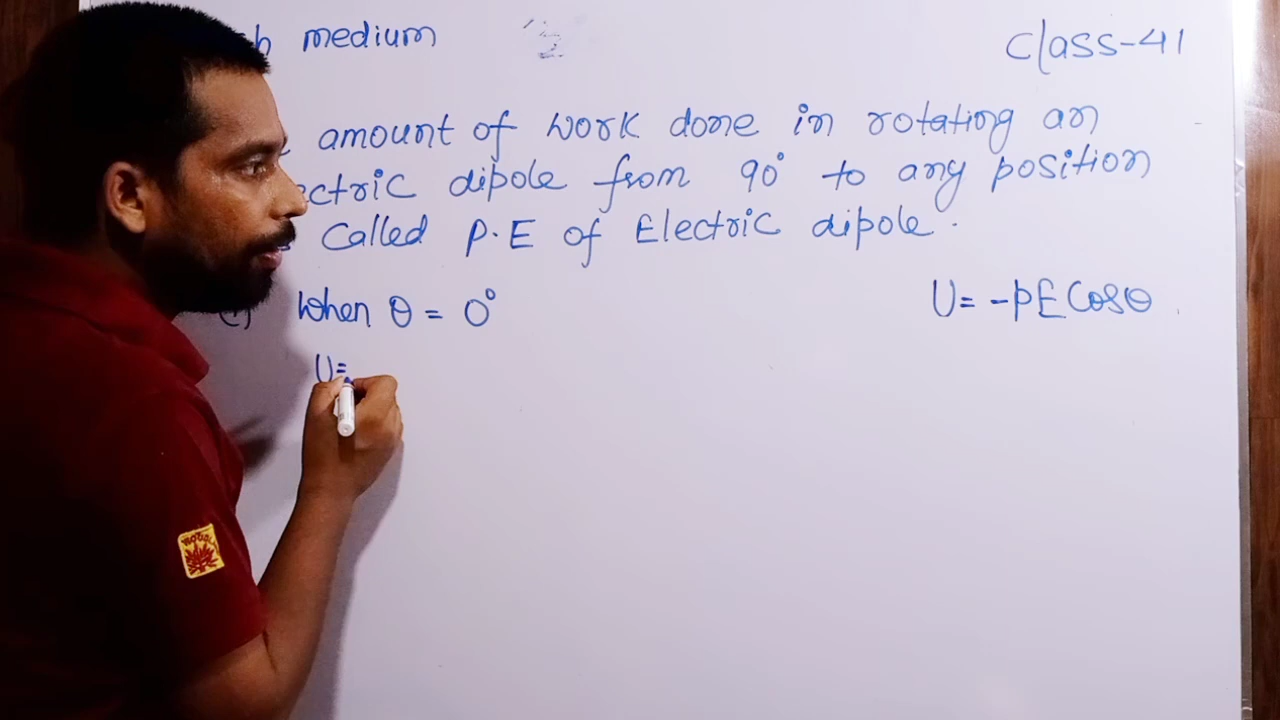 medium
Class-41
amount of work done in rotating an
dipole from 90° to any position
Called P.E of Electric dipole.
When θ = 0°
U = -PE Cosθ
U=